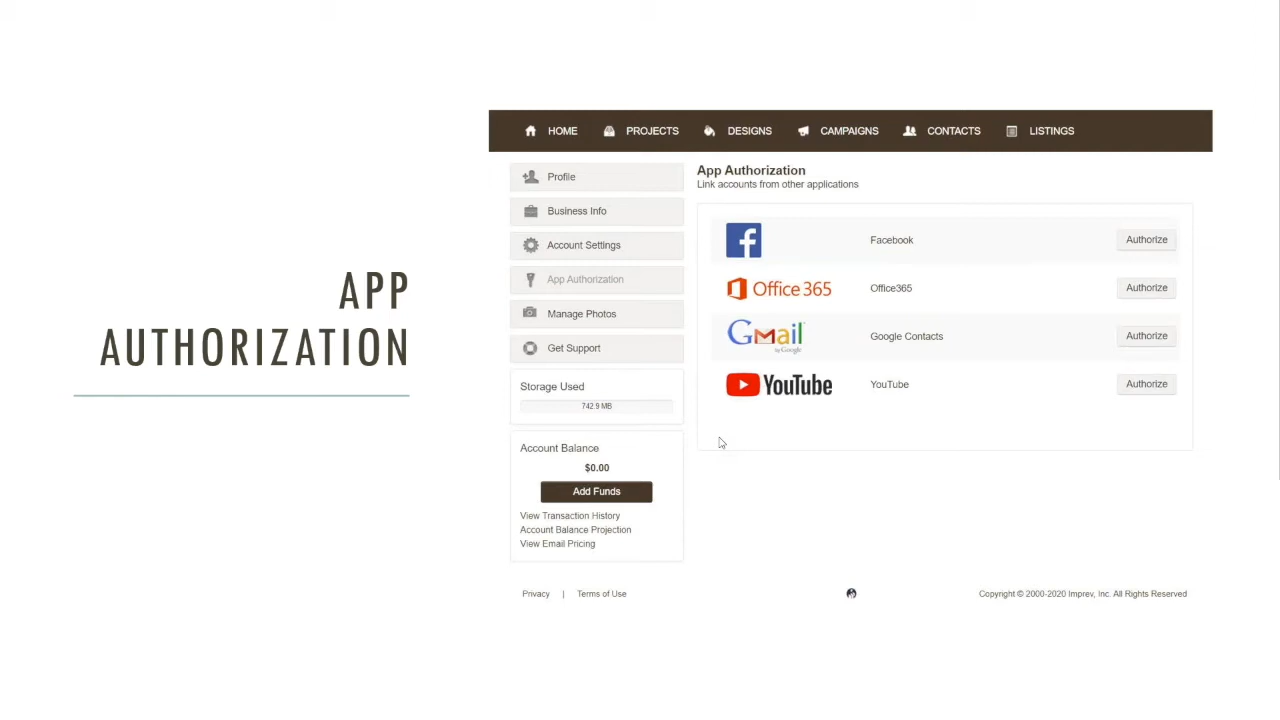 APP
AUTHORIZATION
HOME PROJECTS DESIGNS CAMPAIGNS CONTACTS LISTINGS
Profile
Business Info
Account Settings
App Authorization
Manage Photos
Get Support
Storage Used
742.9 MB
Account Balance
$0.00
Add Funds
View Transaction History
Account Balance Projection
View Email Pricing
App Authorization
Link accounts from other applications
Facebook Authorize
Office 365 Office365 Authorize
Gmail by Google Google Contacts Authorize
YouTube YouTube Authorize
Privacy | Terms of Use
Copyright © 2000-2020 Imprev, Inc. All Rights Reserved